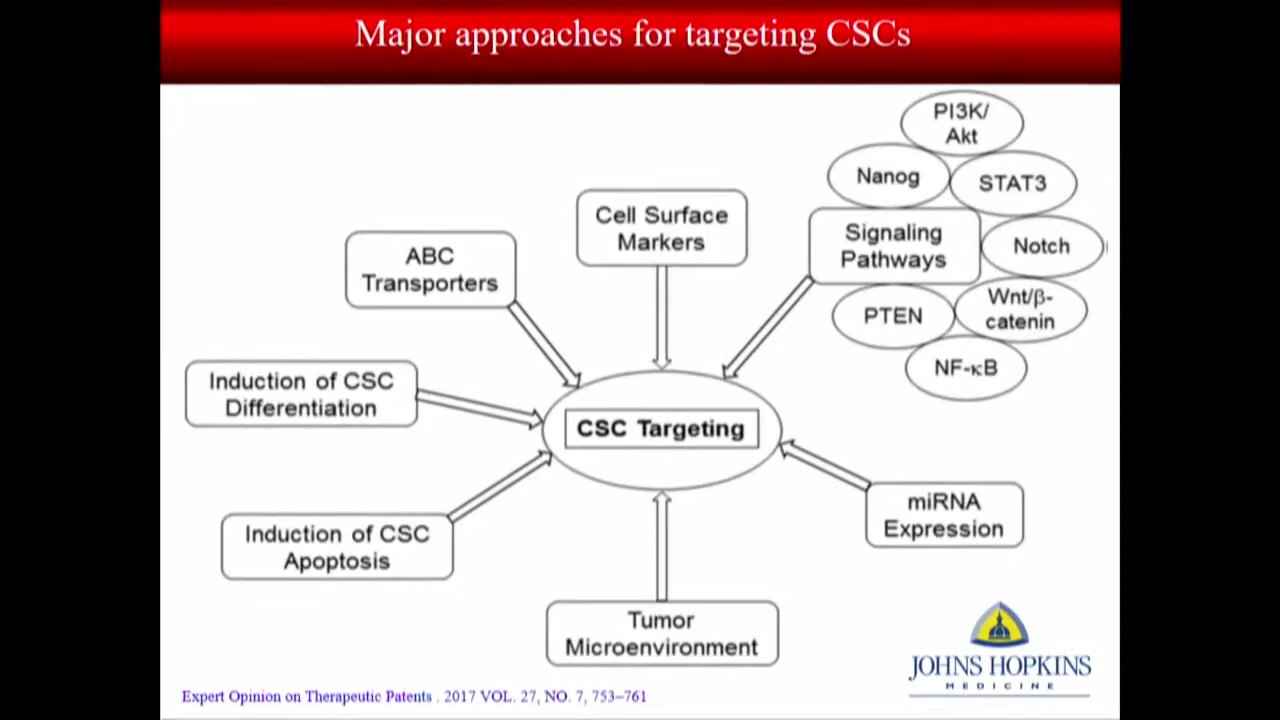 Major approaches for targeting CSCs
PI3K/
Akt
Nanog
STAT3
Cell Surface
Markers
Signaling
Pathways
Notch
ABC
Transporters
PTEN
Wnt/β-
catenin
NF-κB
Induction of CSC
Differentiation
CSC Targeting
miRNA
Expression
Induction of CSC
Apoptosis
Tumor
Microenvironment
JOHNS HOPKINS
MEDICINE
Expert Opinion on Therapeutic Patents . 2017 VOL. 27, NO. 7, 753–761